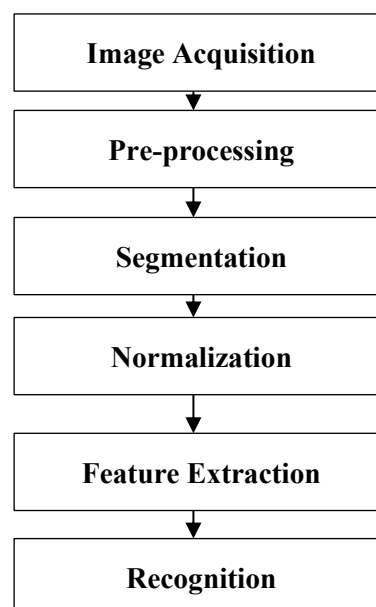 Image Acquisition
Pre-processing
Segmentation
Normalization
Feature Extraction
Recognition